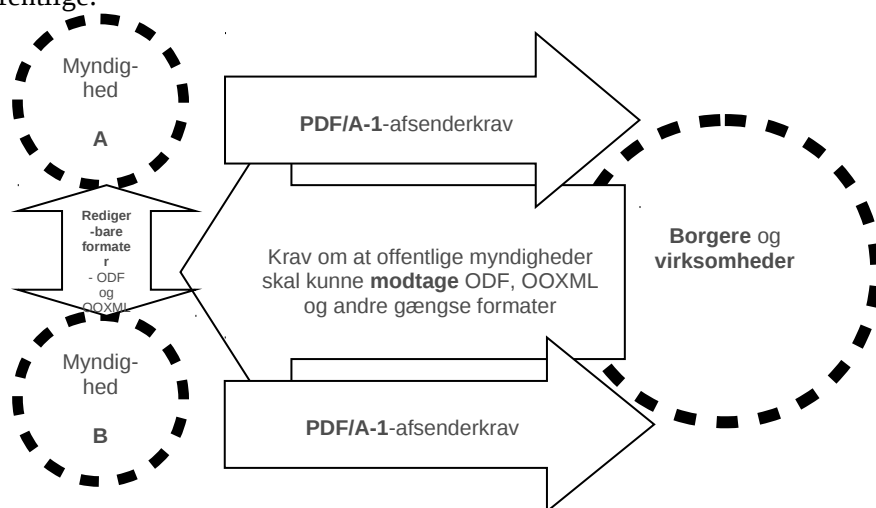 Myndig-
hed
A
PDF/A-1-afsenderkrav
Rediger
-bare
formate
r
- ODF
og
OOXML
Krav om at offentlige myndigheder
skal kunne modtage ODF, OOXML
og andre gængse formater
Borgere og
virksomheder
Myndig-
hed
B
PDF/A-1-afsenderkrav